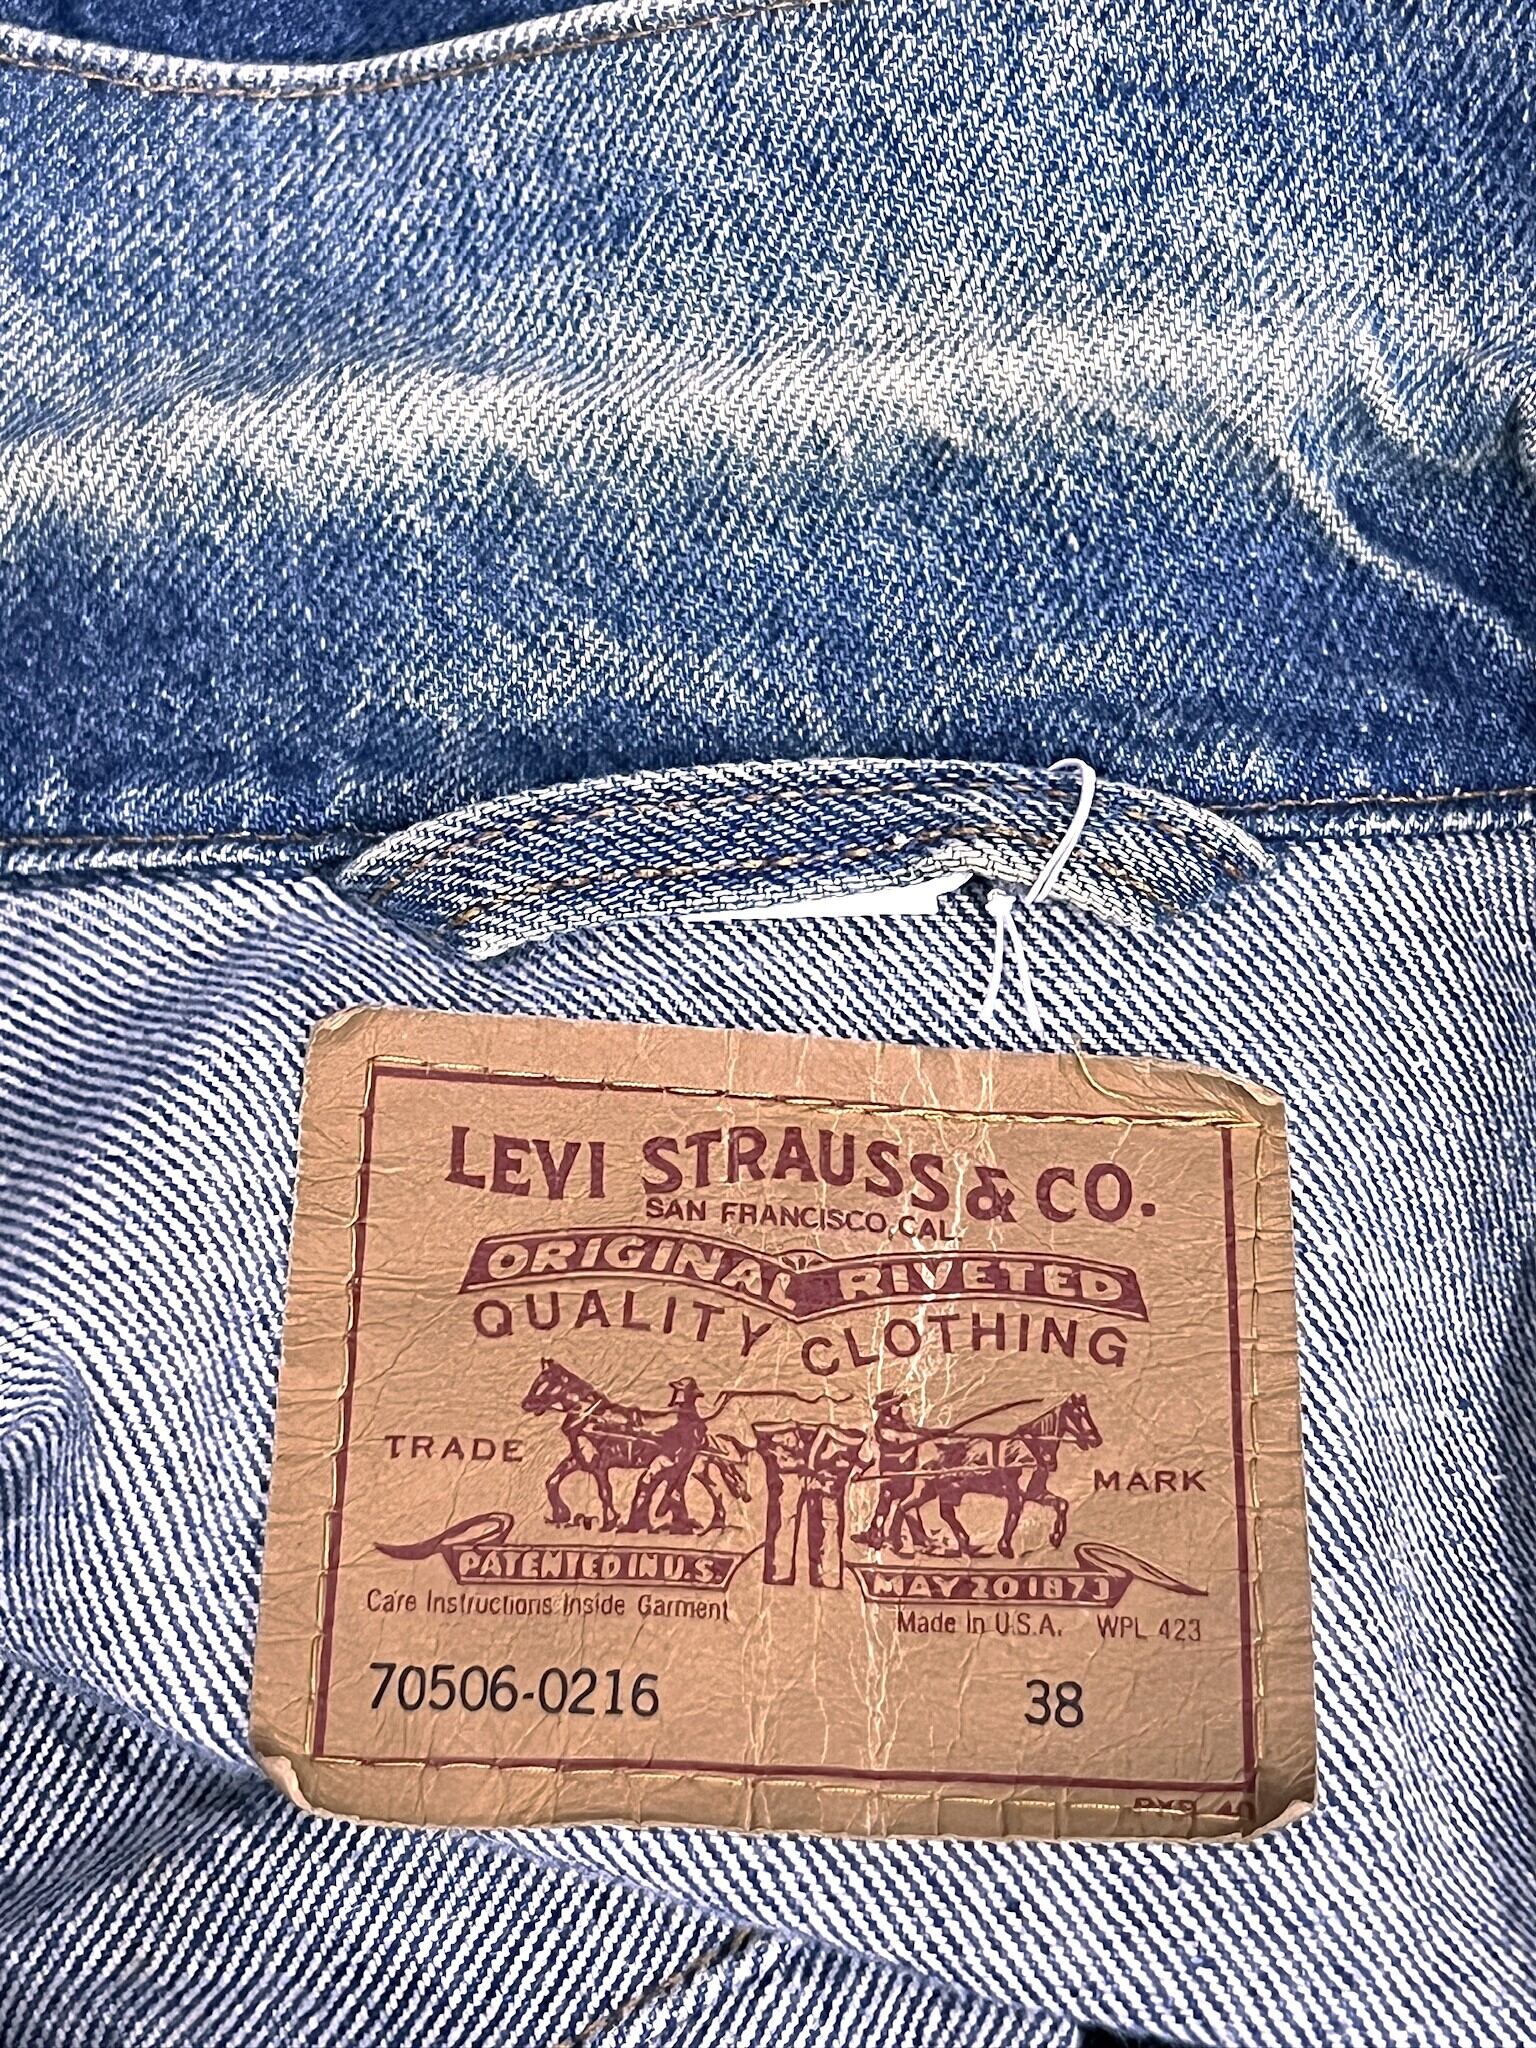 LEVI STRAUSS & CO.
SAN FRANCISCO, CAL.
ORIGINAL RIVETED
QUALITY CLOTHING
TRADE MARK
PATENTED IN U.S. MAY 20 1873
Care Instructions Inside Garment Made In U.S.A. WPL 423
70506-0216 38